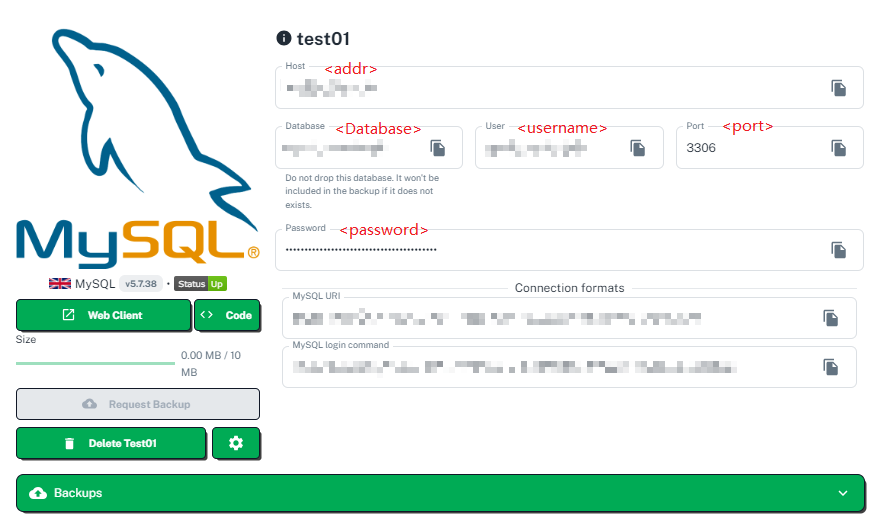 test01
Host
<addr>
Database
<Database>
User
<username>
Port
<port>
3306
Do not drop this database. It won't be
included in the backup if it does not
exists.
Password
<password>
••••••••••••••••••••••••••••••••••••••••
MySQL®
MySQL v5.7.38 • Status Up
Connection formats
MySQL URI
Web Client
Code
Size
0.00 MB / 10
MB
MySQL login command
Request Backup
Delete Test01
Backups